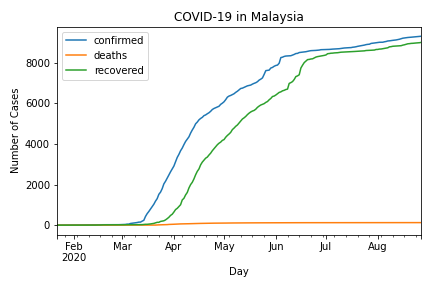 COVID-19 in Malaysia
confirmed
deaths
recovered
Number of Cases
8000
6000
4000
2000
0
Feb Mar Apr May Jun Jul Aug
2020
Day